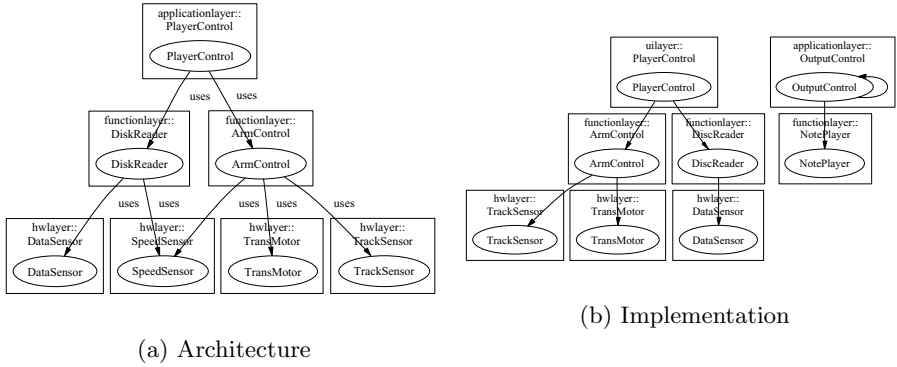 applicationlayer::
PlayerControl
PlayerControl
uses
uses
functionlayer::
DiskReader
DiskReader
functionlayer::
ArmControl
ArmControl
uses
uses
uses
uses
uses
hwlayer::
DataSensor
DataSensor
hwlayer::
SpeedSensor
SpeedSensor
hwlayer::
TransMotor
TransMotor
hwlayer::
TrackSensor
TrackSensor
(a) Architecture
uilayer::
PlayerControl
PlayerControl
applicationlayer::
OutputControl
OutputControl
functionlayer::
ArmControl
ArmControl
functionlayer::
DiscReader
DiscReader
functionlayer::
NotePlayer
NotePlayer
hwlayer::
TrackSensor
TrackSensor
hwlayer::
TransMotor
TransMotor
hwlayer::
DataSensor
DataSensor
(b) Implementation